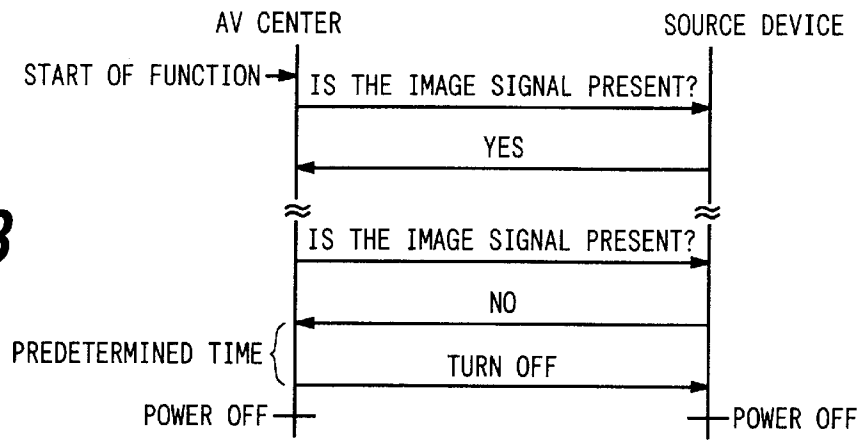 AV CENTER
SOURCE DEVICE
START OF FUNCTION
IS THE IMAGE SIGNAL PRESENT?
YES
IS THE IMAGE SIGNAL PRESENT?
NO
PREDETERMINED TIME
TURN OFF
POWER OFF
POWER OFF